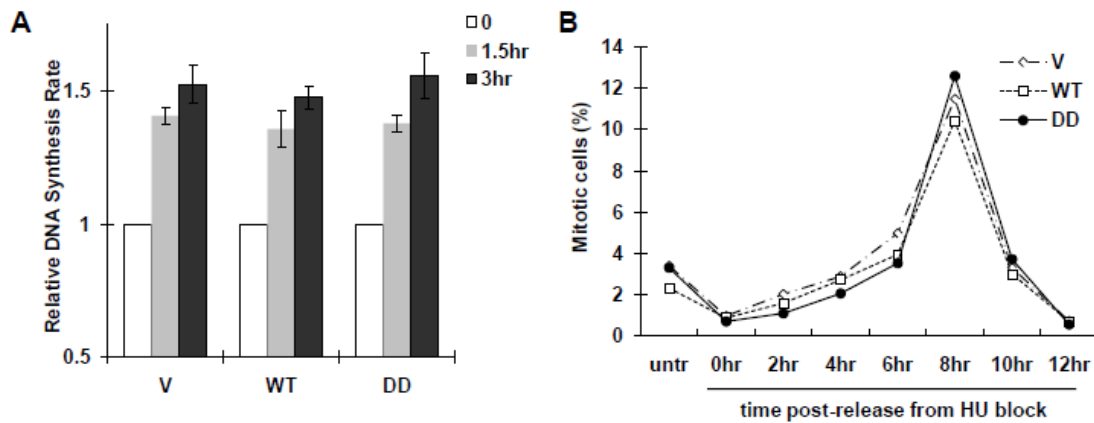 A
Relative DNA Synthesis Rate
1.5
1
0.5
V
WT
DD
0
1.5hr
3hr
B
Mitotic cells (%)
14
12
10
8
6
4
2
0
V
WT
DD
untr 0hr 2hr 4hr 6hr 8hr 10hr 12hr
time post-release from HU block